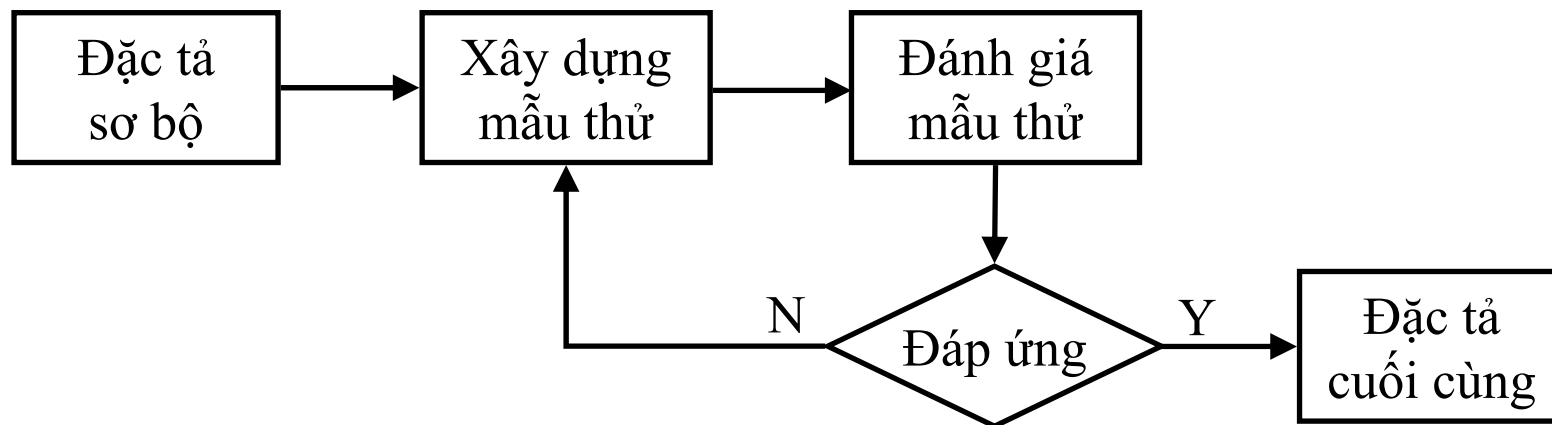 Đặc tả
sơ bộ
Xây dựng
mẫu thử
Đánh giá
mẫu thử
N
Đáp ứng
Y
Đặc tả
cuối cùng